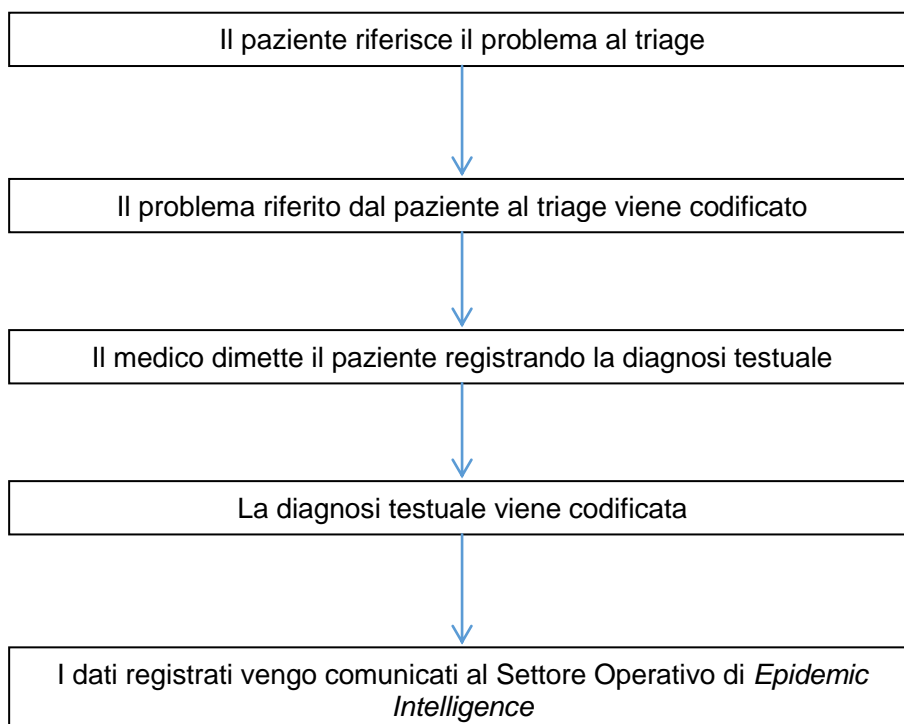 Il paziente riferisce il problema al triage
Il problema riferito dal paziente al triage viene codificato
Il medico dimette il paziente registrando la diagnosi testuale
La diagnosi testuale viene codificata
I dati registrati vengo comunicati al Settore Operativo di Epidemic
Intelligence